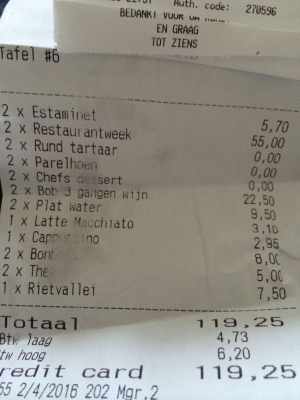 Auth. code: 270596
BEDANKT VOOR UW
EN GRAAG
TOT ZIENS
Tafel #6
2 x Estaminet 5,70
2 x Restaurantweek 55,00
2 x Rund tartaar 0,00
2 x Parelhoen 0,00
2 x Chefs dessert 0,00
2 x Bob 3 gangen wijn 22,50
2 x Plat water 9,50
1 x Latte Macchiato 3,10
1 x Cappuccino 2,95
2 x Bonbons 8,00
2 x Thee 5,00
1 x Rietvallei 7,50
Totaal 119,25
Btw laag 4,73
tw hoog 6,20
redit card 119,25
55 2/4/2016 202 Mgr.2